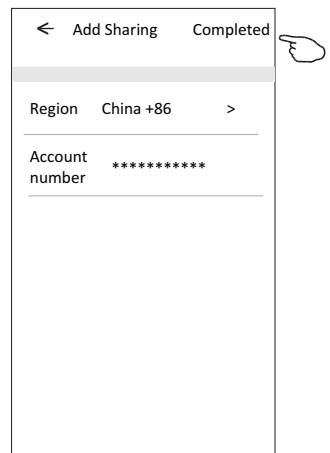 ← Add Sharing Completed
Region China +86 >
Account
number ***********